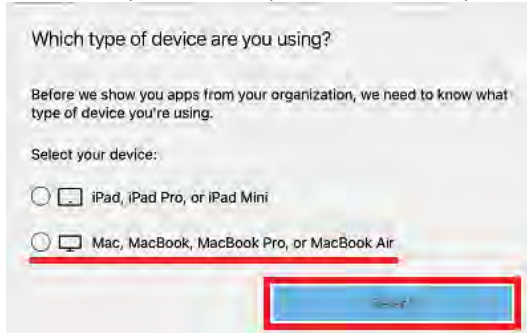 Which type of device are you using?
Before we show you apps from your organization, we need to know what
type of device you're using.
Select your device:
iPad, iPad Pro, or iPad Mini
Mac, MacBook, MacBook Pro, or MacBook Air